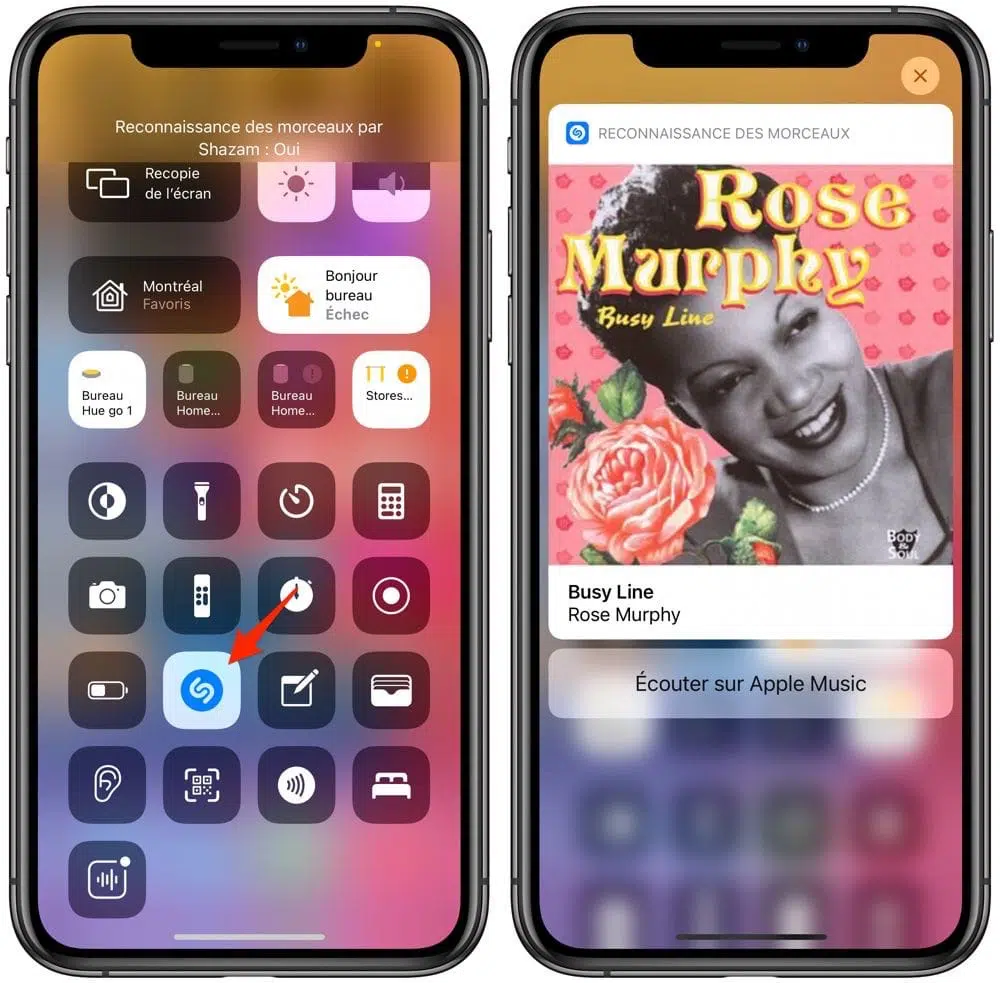 Reconnaissance des morceaux par
Shazam : Oui
Recopie
de l'écran
Montréal
Favoris
Bonjour
bureau
Échec
Bureau
Hue go 1
Bureau
Home...
Bureau
Home...
Stores...
RECONNAISSANCE DES MORCEAUX
Rose
Murphy
Busy Line
BODY
&
SOUL
Busy Line
Rose Murphy
Écouter sur Apple Music